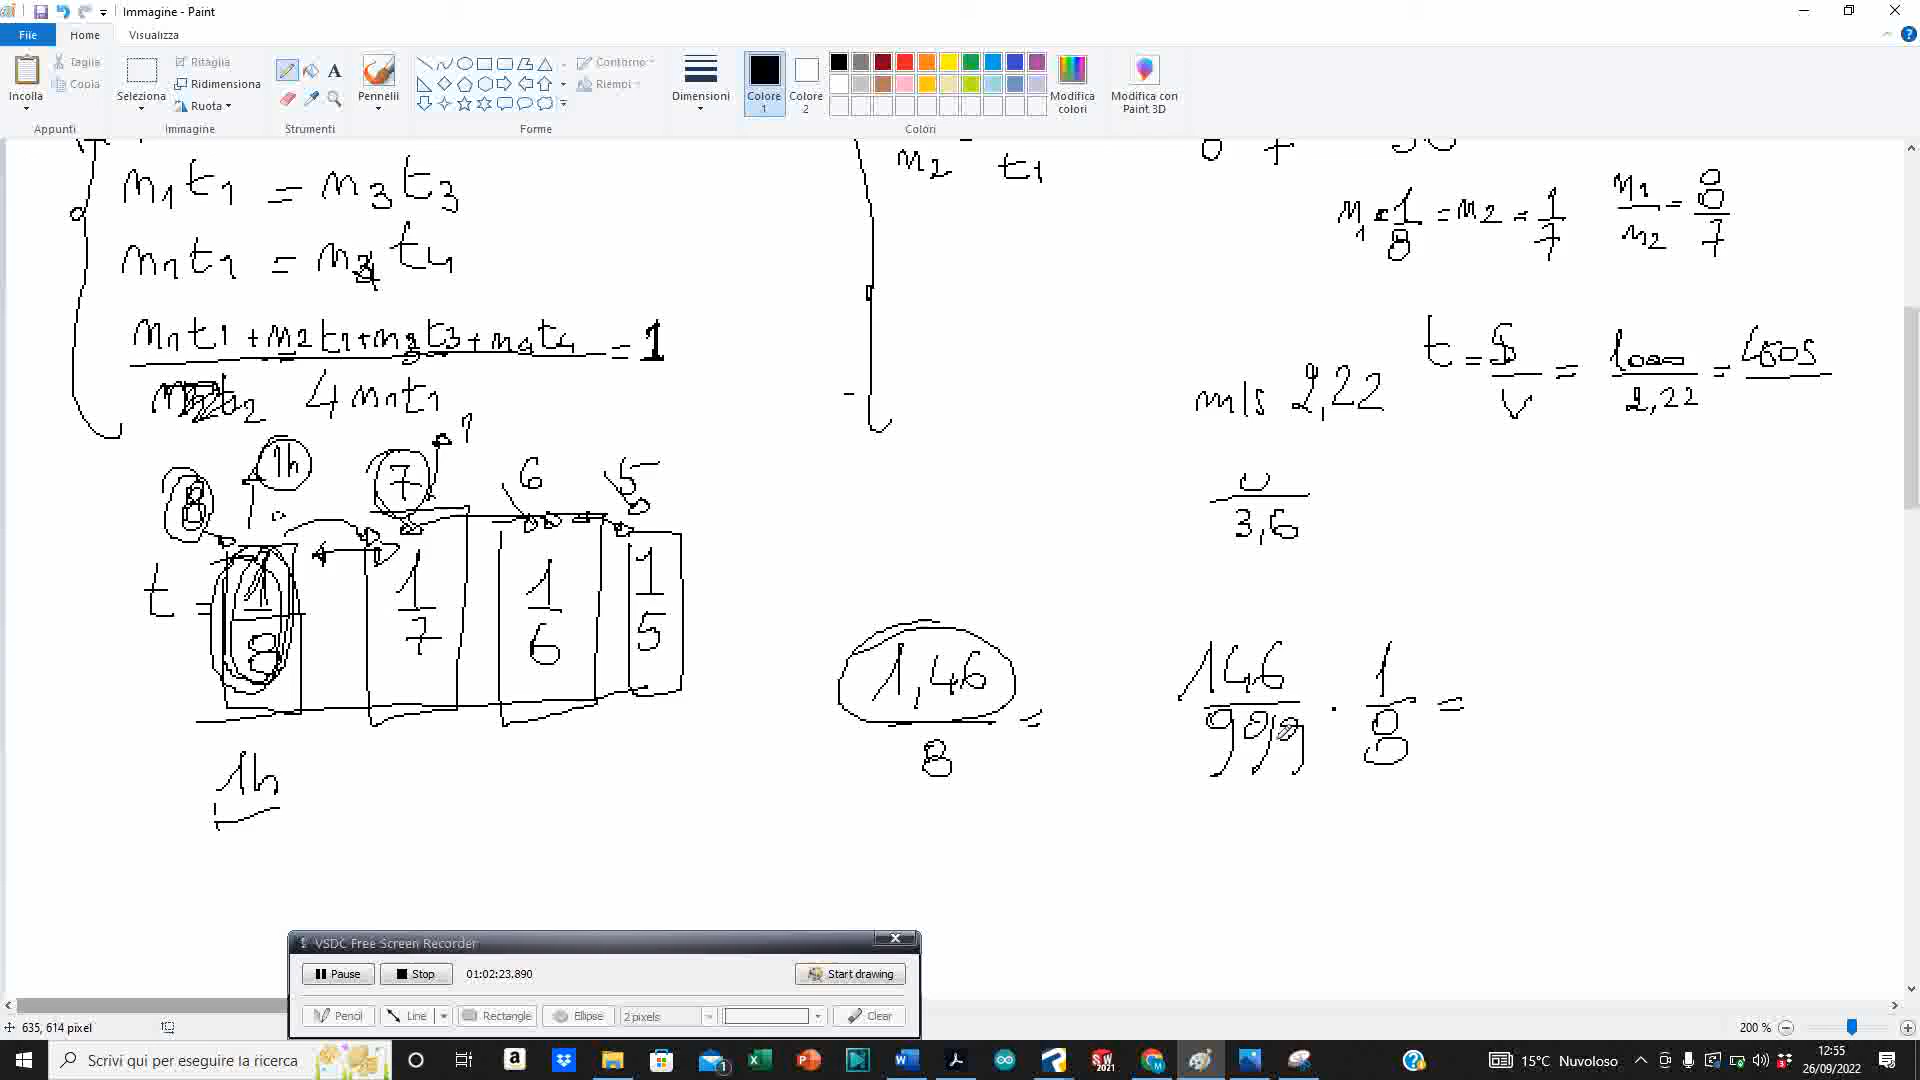 Immagine - Paint
File Home Visualizza
Incolla Taglia Copia Seleziona Ritaglia Ridimensiona Ruota Pennelli Contorno Riempi Dimensioni Colore 1 Colore 2 Modifica colori Modifica con Paint 3D
Appunti Immagine Strumenti Forme Colori
m2 t1
m1t1 = m3t3
m1t1 = t4
m1t1 + m2t2 + m3t3 + m4t4 = 1
4 m1t1
m1 1/8 = m2 1/7 m1/m2 = 8/7
m/s 2,22 t = S/V = 1000/2,22 =
v/3,6
8 1h 7 6 5
t = 1/8 1/7 1/6 1/5
1h
1,46/8 = 146/999 · 1/8 =
VSDC Free Screen Recorder
Pause Stop 01:02:23.890 Start drawing
Pencil Line Rectangle Ellipse 2 pixels Clear
635, 614 pixel 200 %
Scrivi qui per eseguire la ricerca 15°C Nuvoloso 12:55
26/09/2022